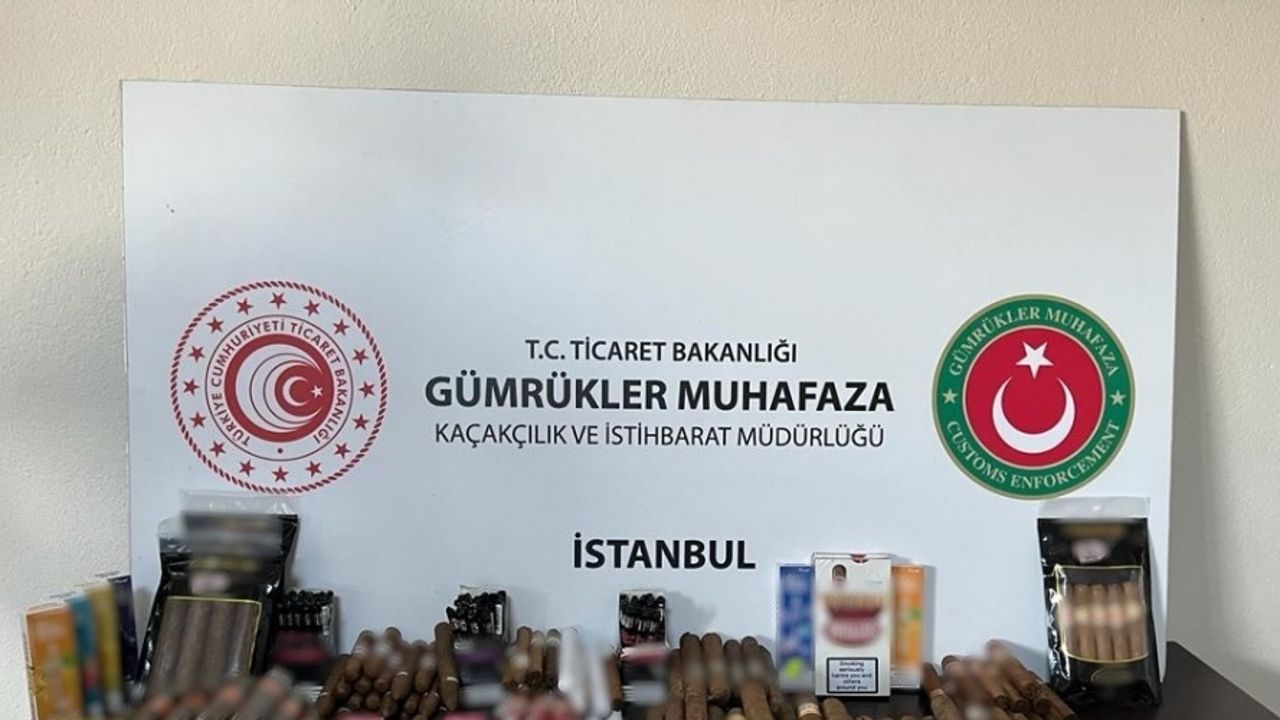 T.C. TİCARET BAKANLIĞI
GÜMRÜKLER MUHAFAZA
KAÇAKÇILIK VE İSTİHBARAT MÜDÜRLÜĞÜ
İSTANBUL
TÜRKİYE CUMHURİYETİ TİCARET BAKANLIĞI
GÜMRÜKLER MUHAFAZA
CUSTOMS ENFORCEMENT
Smoking
seriously
harms you and
others
around you